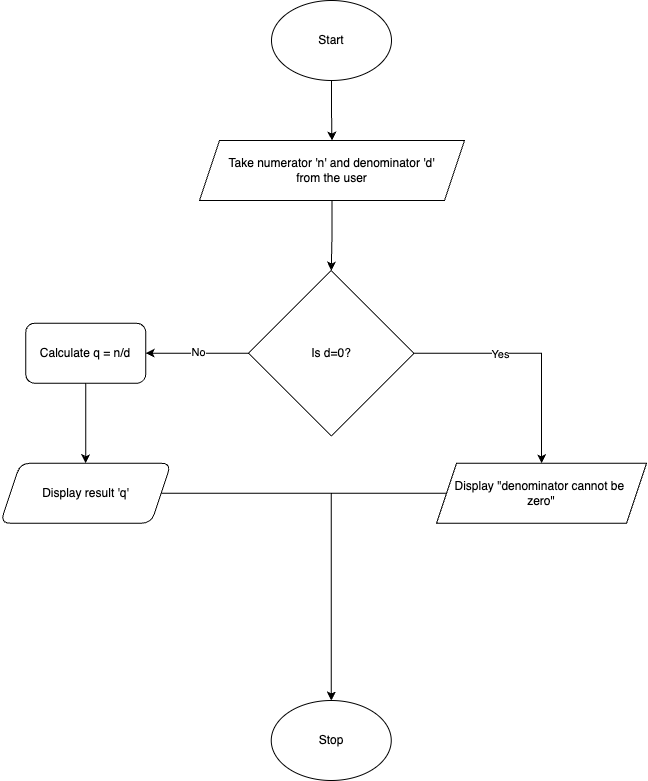 Start
Take numerator 'n' and denominator 'd'
from the user
Is d=0?
No
Yes
Calculate q = n/d
Display result 'q'
Display "denominator cannot be
zero"
Stop